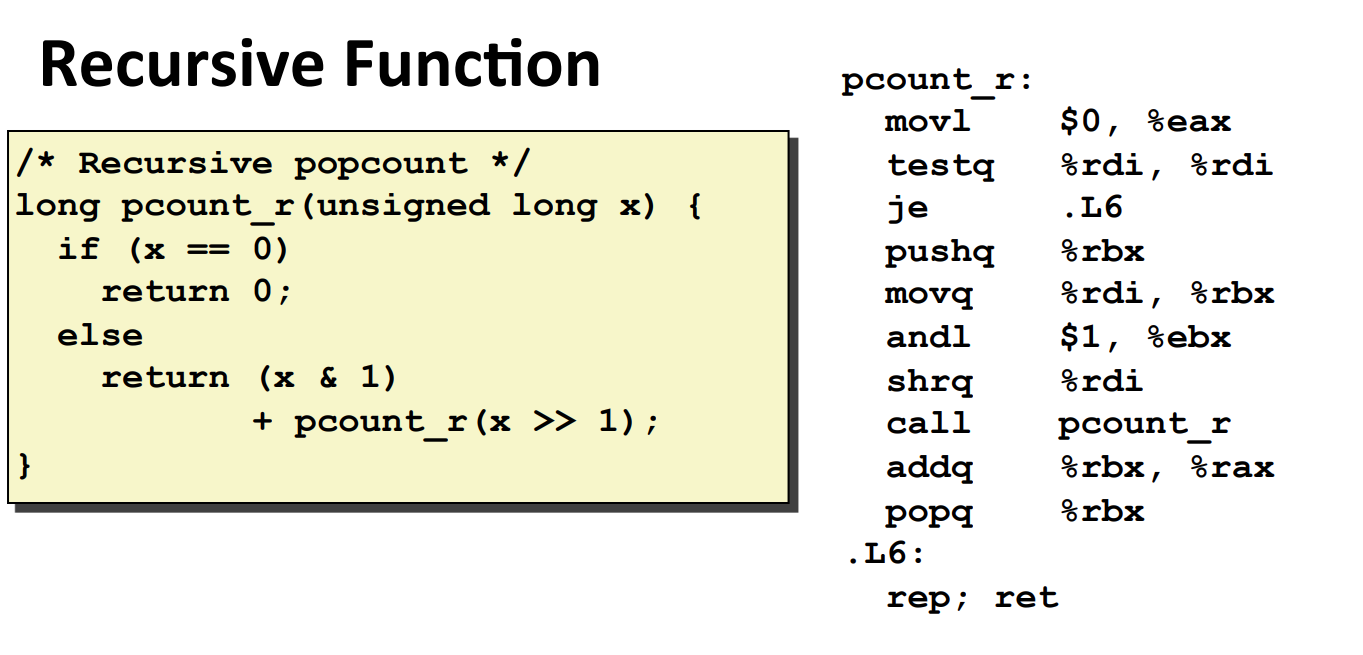 Recursive Function
/* Recursive popcount */
long pcount_r(unsigned long x) {
  if (x == 0)
    return 0;
  else
    return (x & 1)
           + pcount_r(x >> 1);
}
pcount_r:
  movl    $0, %eax
  testq   %rdi, %rdi
  je      .L6
  pushq   %rbx
  movq    %rdi, %rbx
  andl    $1, %ebx
  shrq    %rdi
  call    pcount_r
  addq    %rbx, %rax
  popq    %rbx
.L6:
  rep; ret